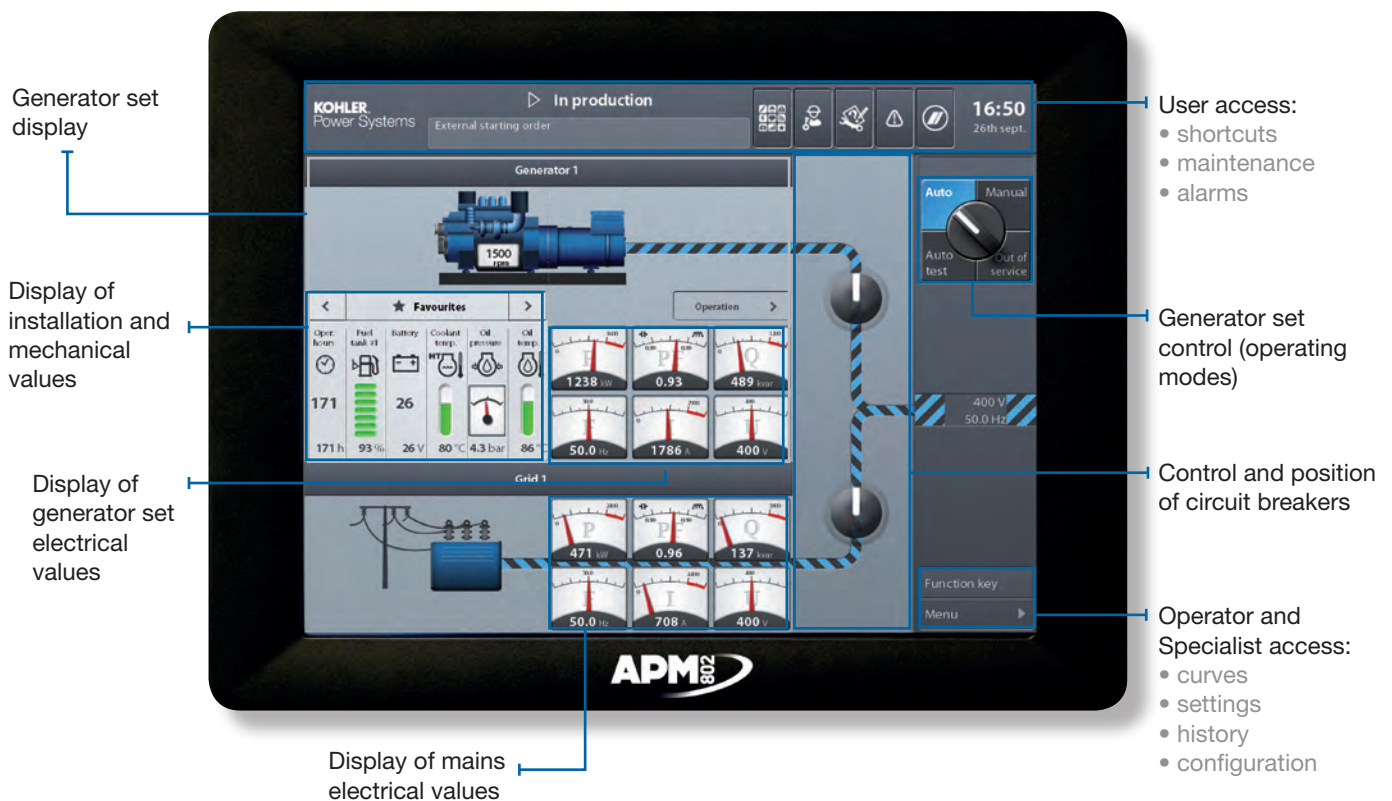 Generator set
display
Display of
installation and
mechanical
values
Display of
generator set
electrical
values
Display of mains
electrical values
KOHLER.
Power Systems
In production
External starting order
16:50
26th sept.
Generator 1
1500
rpm
Favourites
Operation
Oper. hours
Fuel tank #1
Battery
Coolant temp.
Oil pressure
Oil temp.
HT
171
26
171 h
93 %
26 V
80 °C
4.3 bar
86 °C
P
1238 kW
PF
0.93
Q
489 kvar
F
50.0 Hz
I
1786 A
U
400 V
Grid 1
P
471 kW
PF
0.96
Q
137 kvar
F
50.0 Hz
I
708 A
U
400 V
Auto
Manual
Auto
test
Out of
service
400 V
50.0 Hz
Function key
Menu
APM802
User access:
• shortcuts
• maintenance
• alarms
Generator set
control (operating
modes)
Control and position
of circuit breakers
Operator and
Specialist access:
• curves
• settings
• history
• configuration